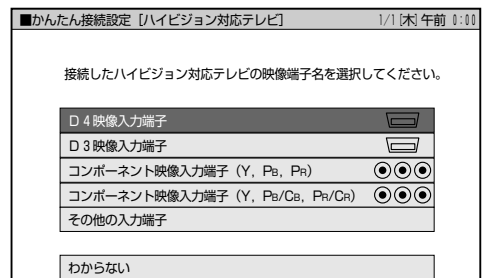 ■かんたん接続設定［ハイビジョン対応テレビ］ 1/1[木]午前 0:00
接続したハイビジョン対応テレビの映像端子名を選択してください。
Ｄ４映像入力端子
Ｄ３映像入力端子
コンポーネント映像入力端子（Y，PB，PR）
コンポーネント映像入力端子（Y，PB/CB，PR/CR）
その他の入力端子
わからない